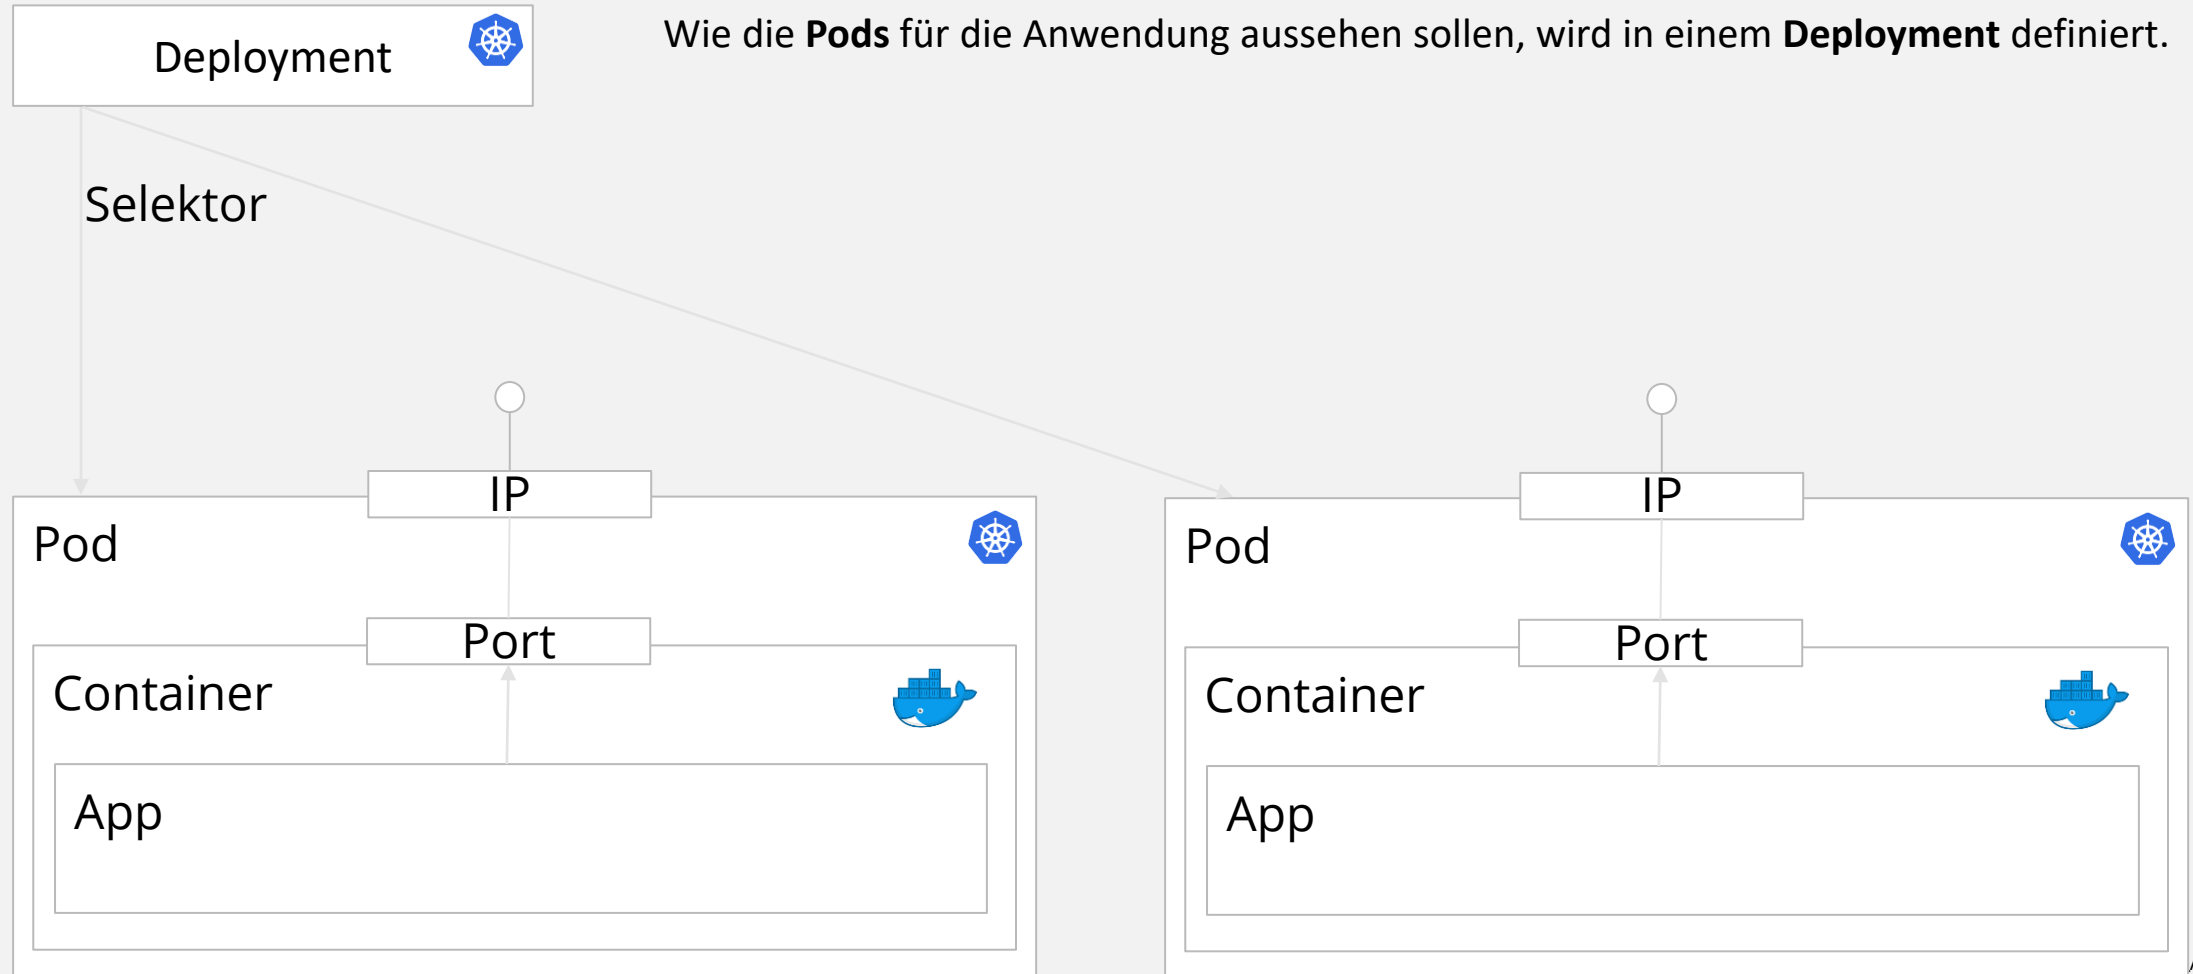 Deployment
Wie die Pods für die Anwendung aussehen sollen, wird in einem Deployment definiert.
Selektor
IP
IP
Pod
Pod
Port
Port
Container
Container
App
App